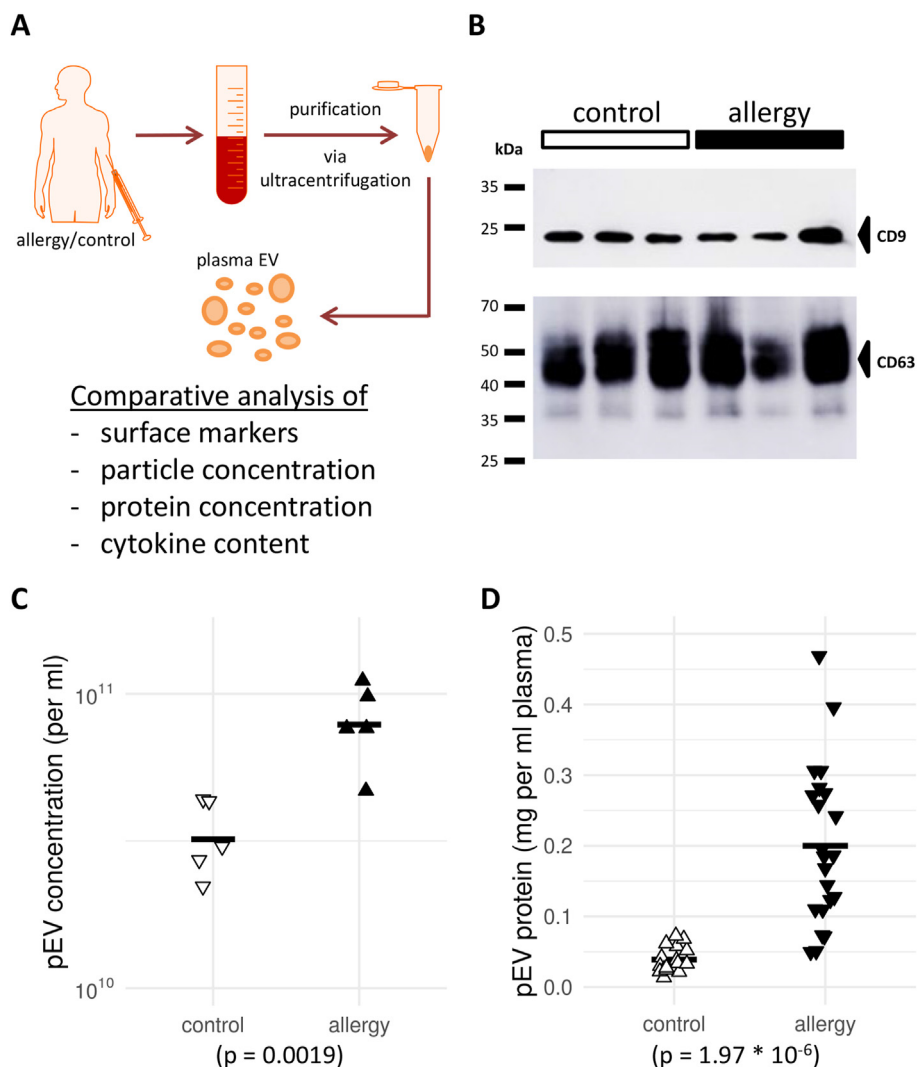 A
purification
via
ultracentrifugation
allergy/control
plasma EV
Comparative analysis of
- surface markers
- particle concentration
- protein concentration
- cytokine content
B
control allergy
kDa
35
25
CD9
70
50
CD63
40
35
25
C
pEV concentration (per ml)
10¹¹
10¹⁰
control allergy
(p = 0.0019)
D
pEV protein (mg per ml plasma)
0.5
0.4
0.3
0.2
0.1
0.0
control allergy
(p = 1.97 * 10⁻⁶)